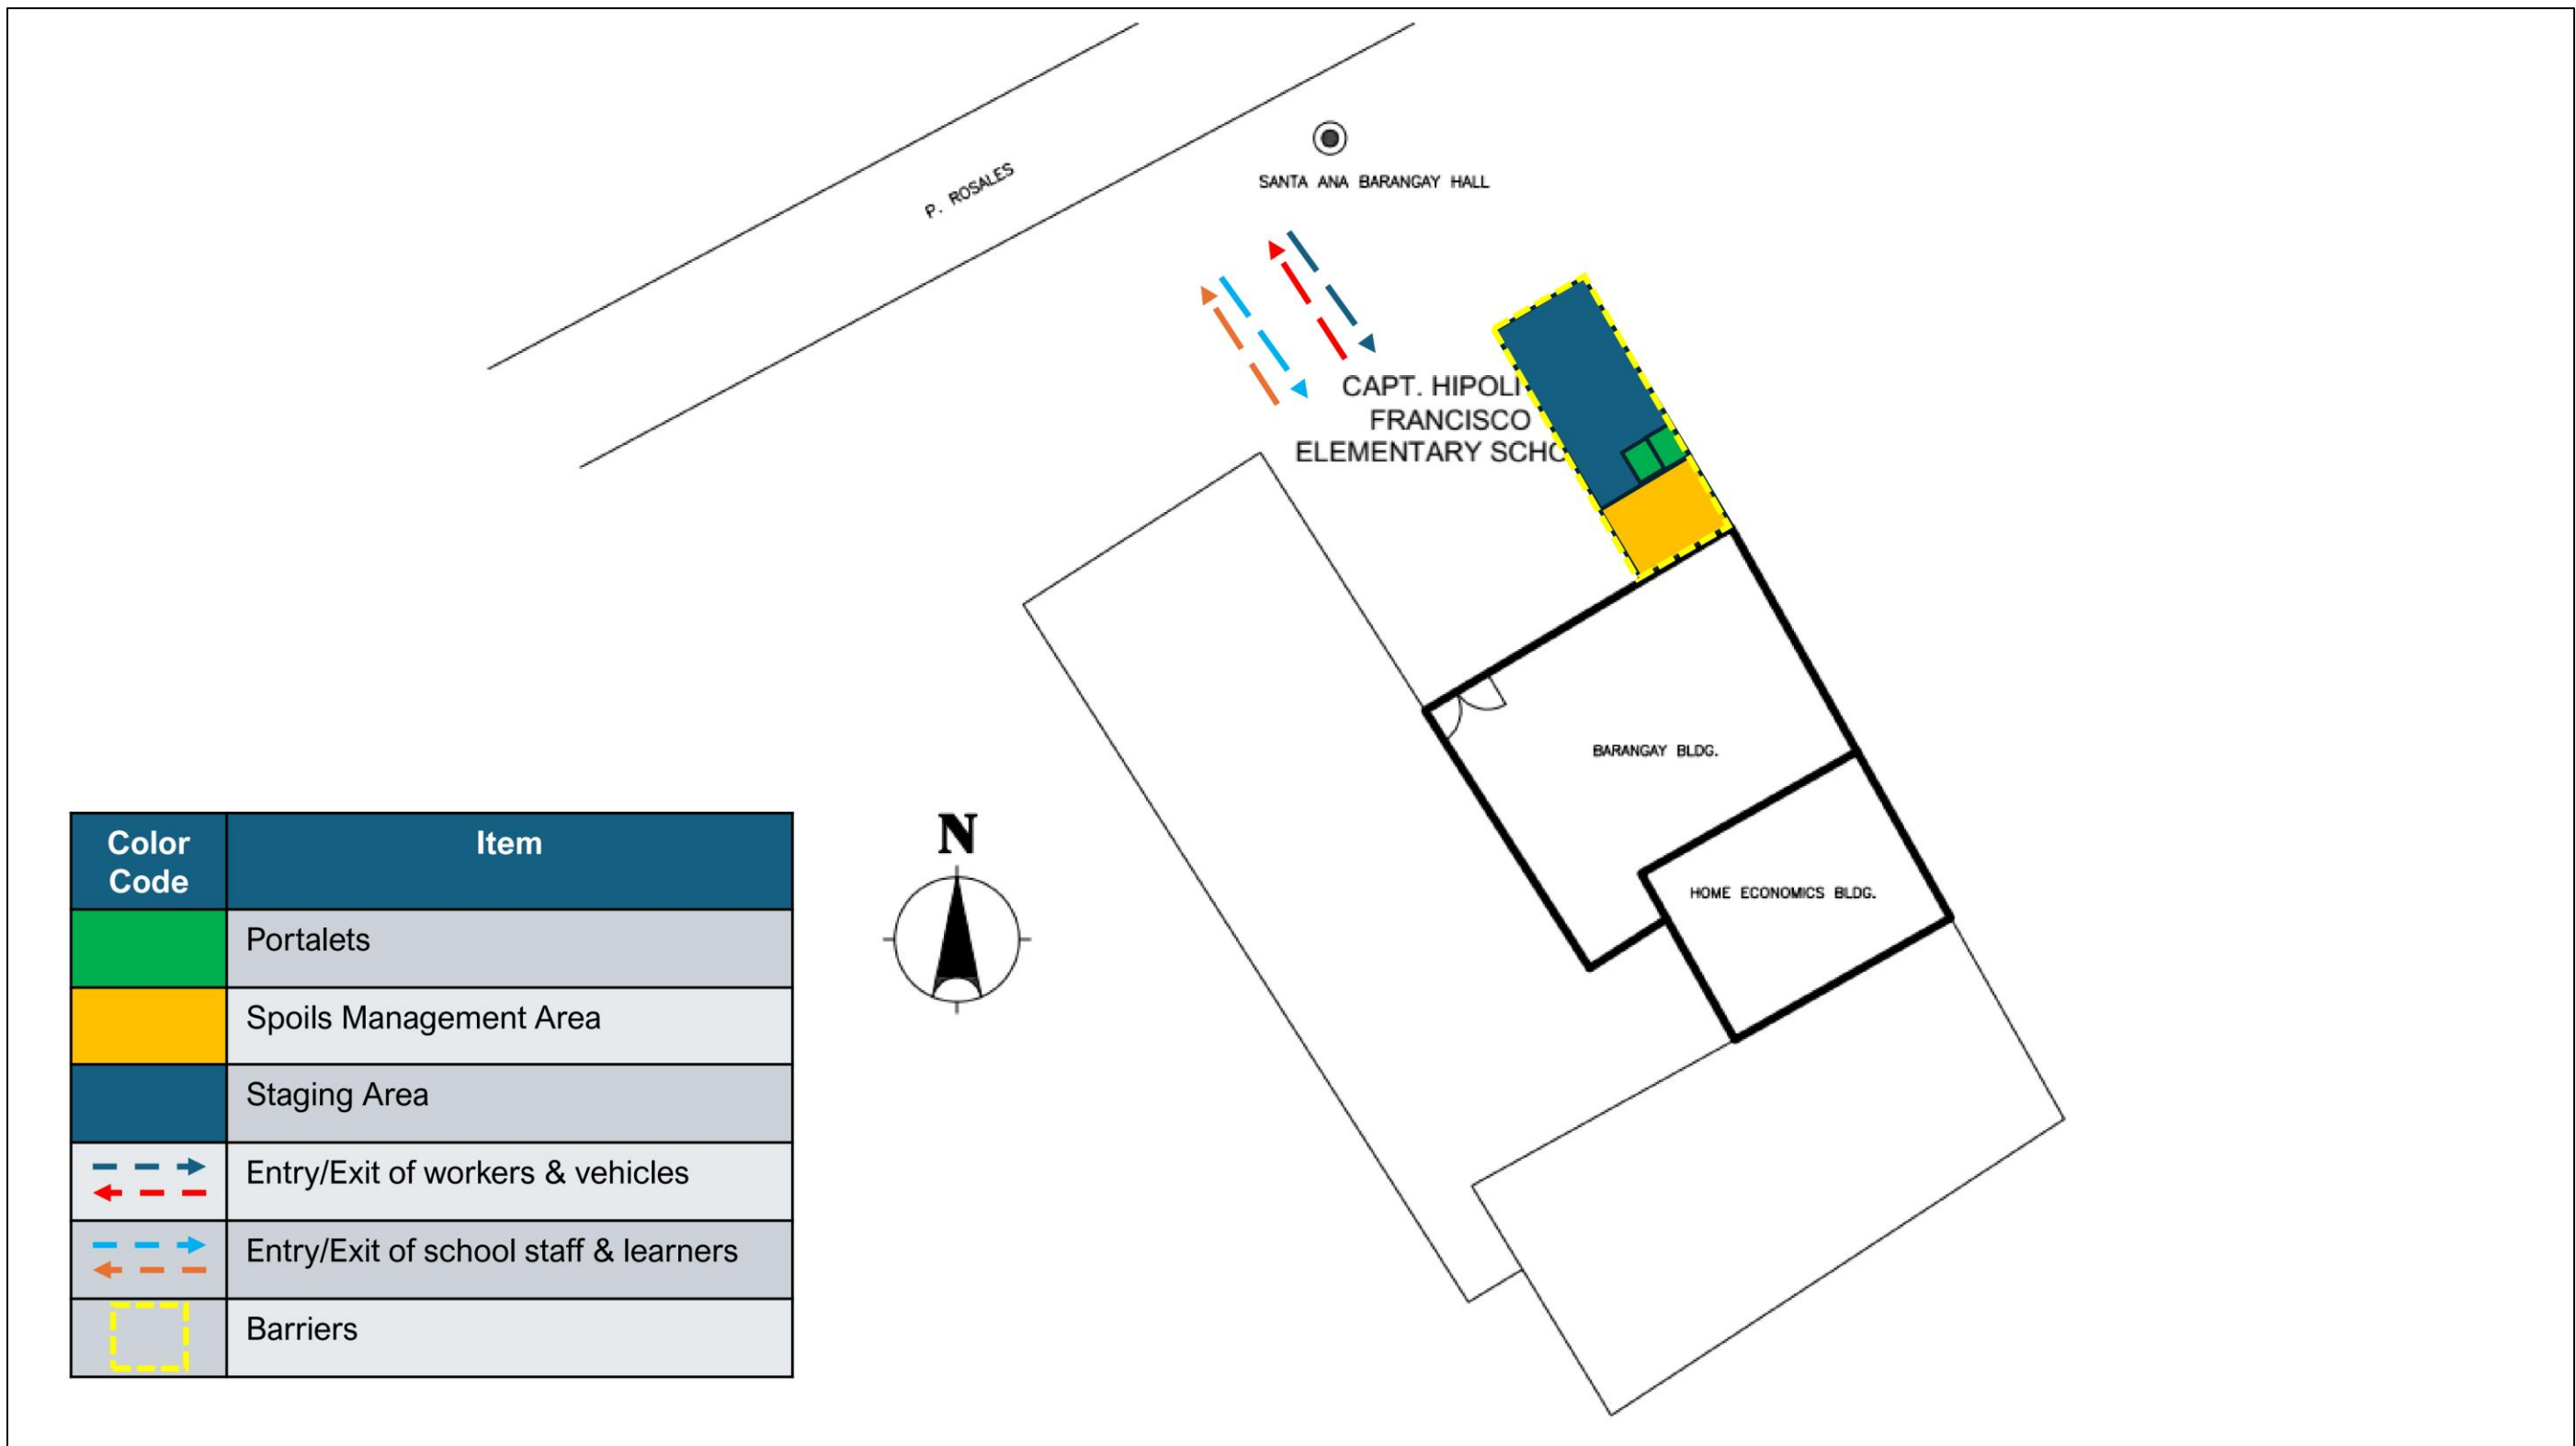 P. ROSALES
SANTA ANA BARANGAY HALL
CAPT. HIPOLI
FRANCISCO
ELEMENTARY SCHO
BARANGAY BLDG.
HOME ECONOMICS BLDG.
N
Color Code Item
Portalets
Spoils Management Area
Staging Area
Entry/Exit of workers & vehicles
Entry/Exit of school staff & learners
Barriers